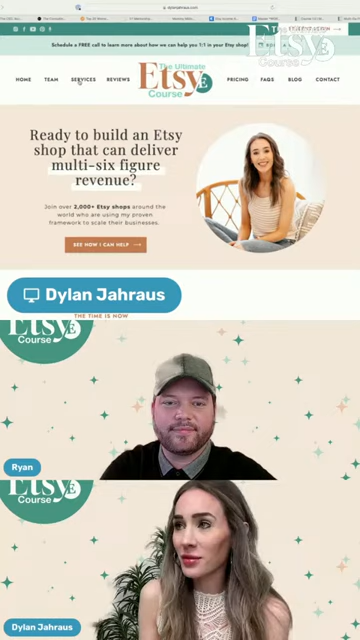 dylanjahraus.com
Schedule a FREE call to learn more about how we can help you 1:1 in your Etsy shop!
HOME TEAM SERVICES REVIEWS
The Ultimate
Etsy
Course
PRICING FAQS BLOG CONTACT
Ready to build an Etsy
shop that can deliver
multi-six figure
revenue?
Join over 2,000+ Etsy shops around
the world who are using my proven
framework to scale their businesses.
SEE HOW I CAN HELP
Dylan Jahraus
THE TIME IS NOW
Etsy
Course
Ryan
Etsy
Course
Dylan Jahraus